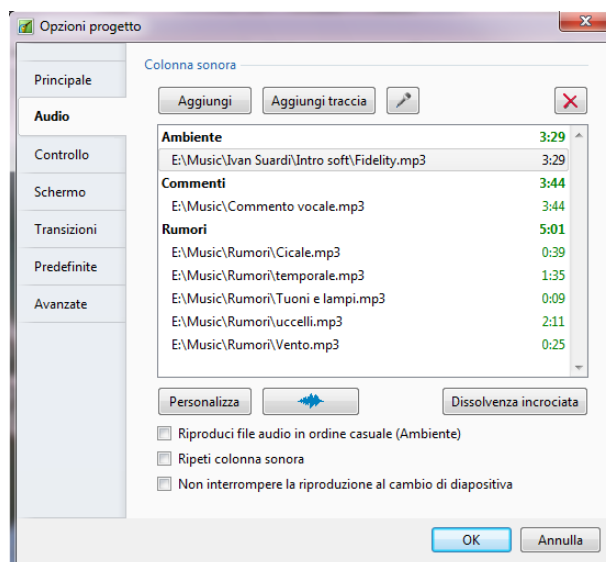 Opzioni progetto
Principale
Audio
Controllo
Schermo
Transizioni
Predefinite
Avanzate
Colonna sonora
Aggiungi Aggiungi traccia
Ambiente 3:29
E:\Music\Ivan Suardi\Intro soft\Fidelity.mp3 3:29
Commenti 3:44
E:\Music\Commento vocale.mp3 3:44
Rumori 5:01
E:\Music\Rumori\Cicale.mp3 0:39
E:\Music\Rumori\temporale.mp3 1:35
E:\Music\Rumori\Tuoni e lampi.mp3 0:09
E:\Music\Rumori\uccelli.mp3 2:11
E:\Music\Rumori\Vento.mp3 0:25
Personalizza Dissolvenza incrociata
Riproduci file audio in ordine casuale (Ambiente)
Ripeti colonna sonora
Non interrompere la riproduzione al cambio di diapositiva
OK Annulla